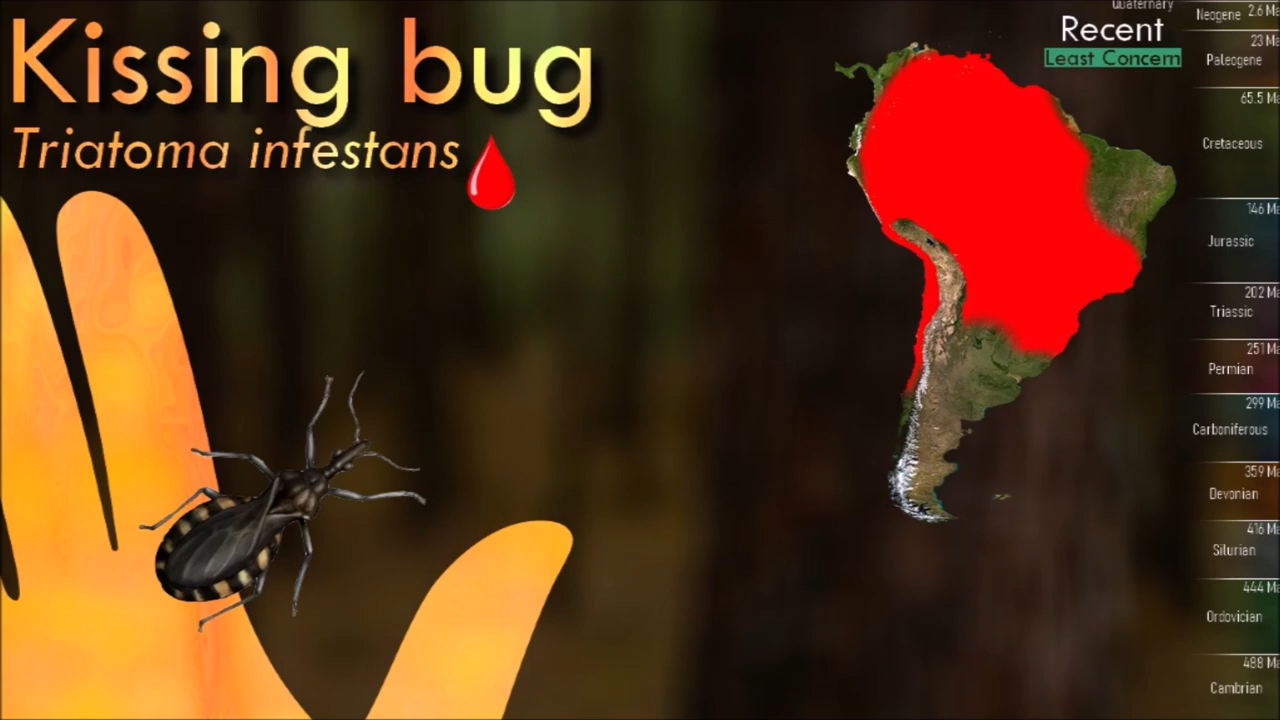 Kissing bug
Triatoma infestans
Quaternary
Recent
Least Concern
Neogene 2.6 Ma
23 Ma
Paleogene
65.5 Ma
Cretaceous
146 Ma
Jurassic
202 Ma
Triassic
251 Ma
Permian
299 Ma
Carboniferous
359 Ma
Devonian
416 Ma
Silurian
444 Ma
Ordovician
488 Ma
Cambrian